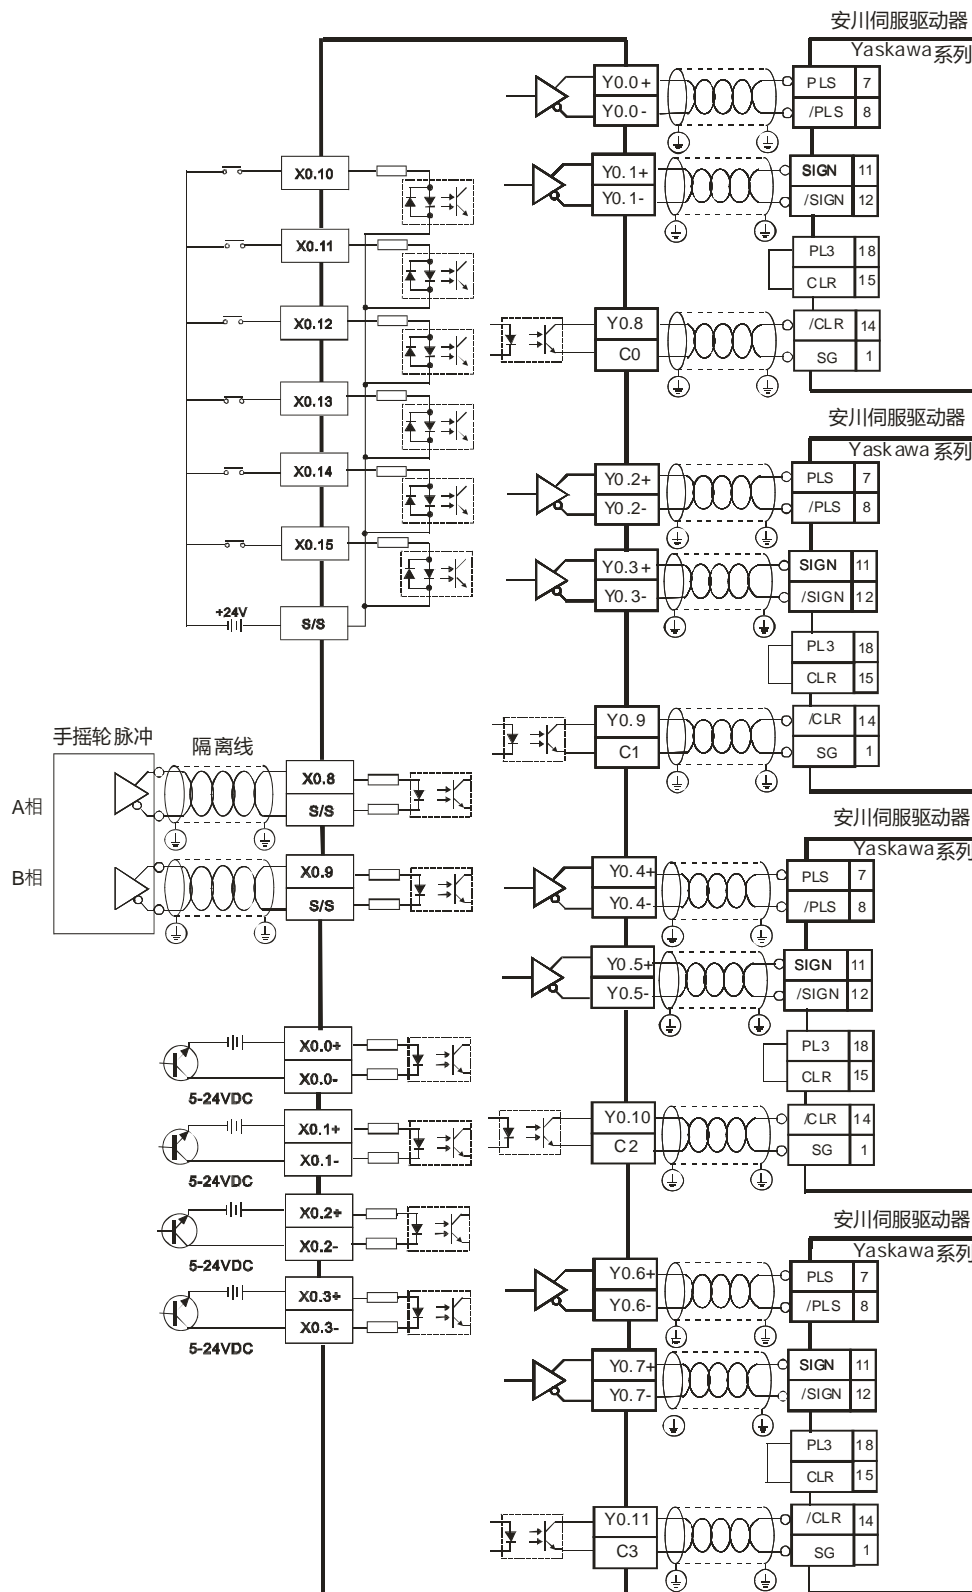 安川伺服驱动器
Yaskawa系列
Y0.0+
Y0.0-
PLS 7
/PLS 8
Y0.1+
Y0.1-
SIGN 11
/SIGN 12
PL3 18
CLR 15
Y0.8
C0
/CLR 14
SG 1
安川伺服驱动器
Yaskawa系列
Y0.2+
Y0.2-
PLS 7
/PLS 8
Y0.3+
Y0.3-
SIGN 11
/SIGN 12
PL3 18
CLR 15
Y0.9
C1
/CLR 14
SG 1
安川伺服驱动器
Yaskawa系列
Y0.4+
Y0.4-
PLS 7
/PLS 8
Y0.5+
Y0.5-
SIGN 11
/SIGN 12
PL3 18
CLR 15
Y0.10
C2
/CLR 14
SG 1
安川伺服驱动器
Yaskawa系列
Y0.6+
Y0.6-
PLS 7
/PLS 8
Y0.7+
Y0.7-
SIGN 11
/SIGN 12
PL3 18
CLR 15
Y0.11
C3
/CLR 14
SG 1
X0.10
X0.11
X0.12
X0.13
X0.14
X0.15
+24V
S/S
手摇轮脉冲
隔离线
A相
X0.8
S/S
B相
X0.9
S/S
X0.0+
X0.0-
5-24VDC
X0.1+
X0.1-
5-24VDC
X0.2+
X0.2-
5-24VDC
X0.3+
X0.3-
5-24VDC